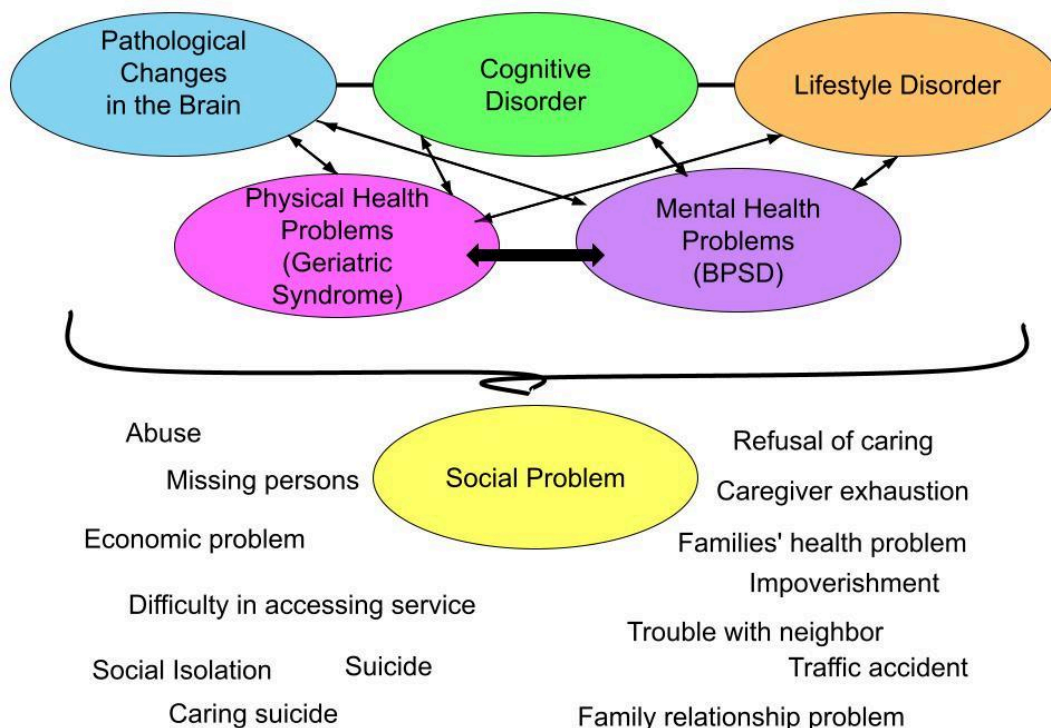 Pathological
Changes
in the Brain
Cognitive
Disorder
Lifestyle Disorder
Physical Health
Problems
(Geriatric
Syndrome)
Mental Health
Problems
(BPSD)
Social Problem
Abuse
Missing persons
Economic problem
Difficulty in accessing service
Social Isolation
Suicide
Caring suicide
Refusal of caring
Caregiver exhaustion
Families' health problem
Impoverishment
Trouble with neighbor
Traffic accident
Family relationship problem